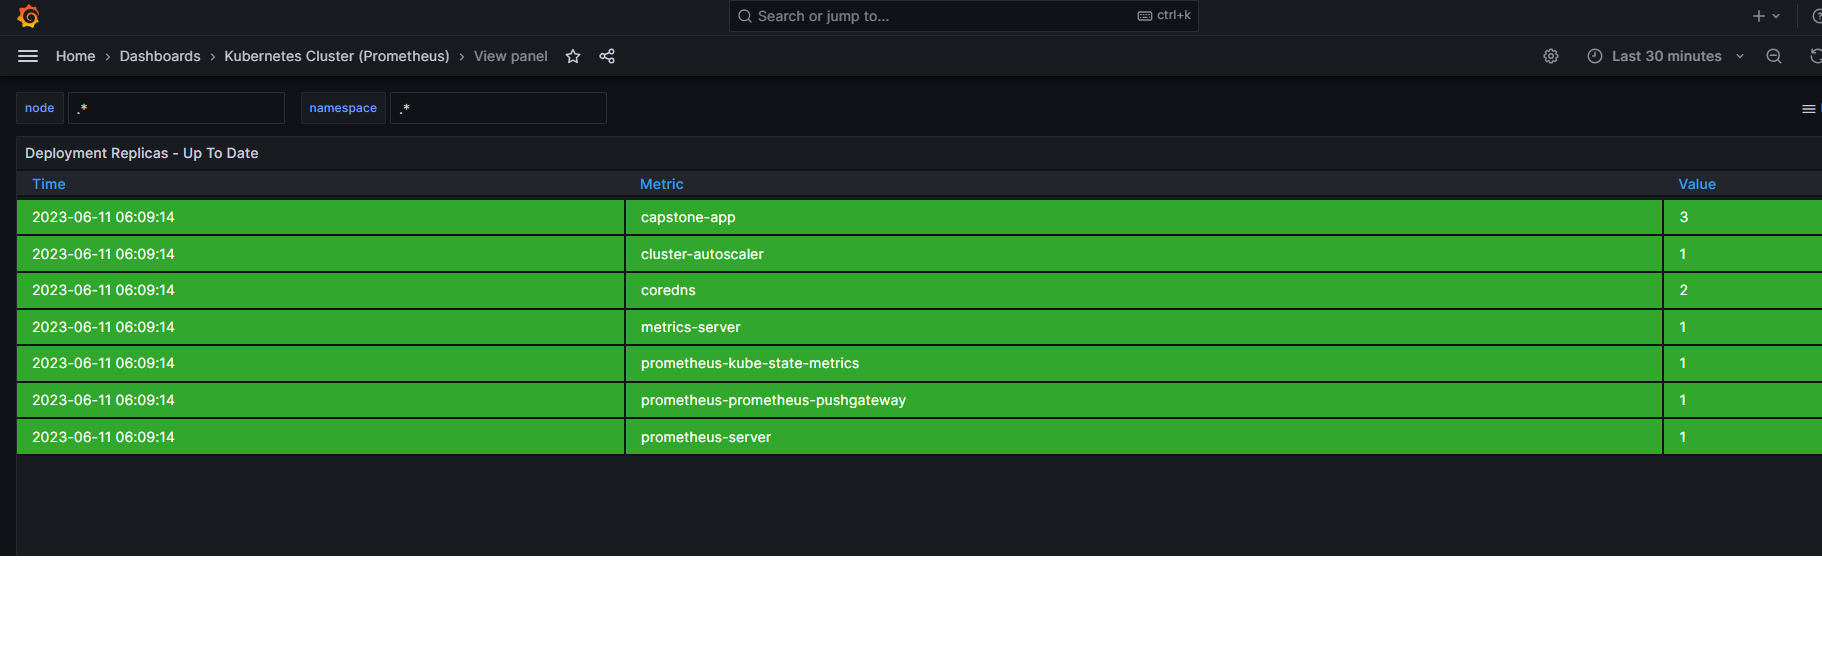 Search or jump to... ctrl+k
Home › Dashboards › Kubernetes Cluster (Prometheus) › View panel Last 30 minutes
node .* namespace .*
Deployment Replicas - Up To Date
Time Metric Value
2023-06-11 06:09:14 capstone-app 3
2023-06-11 06:09:14 cluster-autoscaler 1
2023-06-11 06:09:14 coredns 2
2023-06-11 06:09:14 metrics-server 1
2023-06-11 06:09:14 prometheus-kube-state-metrics 1
2023-06-11 06:09:14 prometheus-prometheus-pushgateway 1
2023-06-11 06:09:14 prometheus-server 1